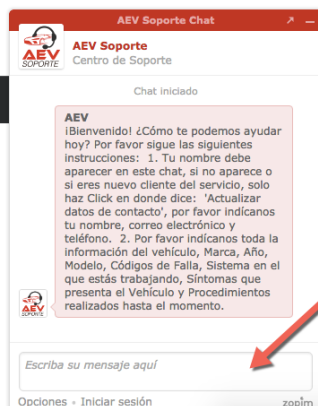 AEV Soporte Chat
AEV
SOPORTE
AEV Soporte
Centro de Soporte
Chat iniciado
AEV
¡Bienvenido! ¿Cómo te podemos ayudar
hoy? Por favor sigue las siguientes
instrucciones: 1. Tu nombre debe
aparecer en este chat, si no aparece o
si eres nuevo cliente del servicio, solo
haz Click en donde dice: 'Actualizar
datos de contacto', por favor indícanos
tu nombre, correo electrónico y
teléfono. 2. Por favor indícanos toda la
información del vehículo, Marca, Año,
Modelo, Códigos de Falla, Sistema en el
que estás trabajando, Síntomas que
presenta el Vehículo y Procedimientos
realizados hasta el momento.
AEV
SOPORTE
Escriba su mensaje aquí
Opciones • Iniciar sesión
zopim